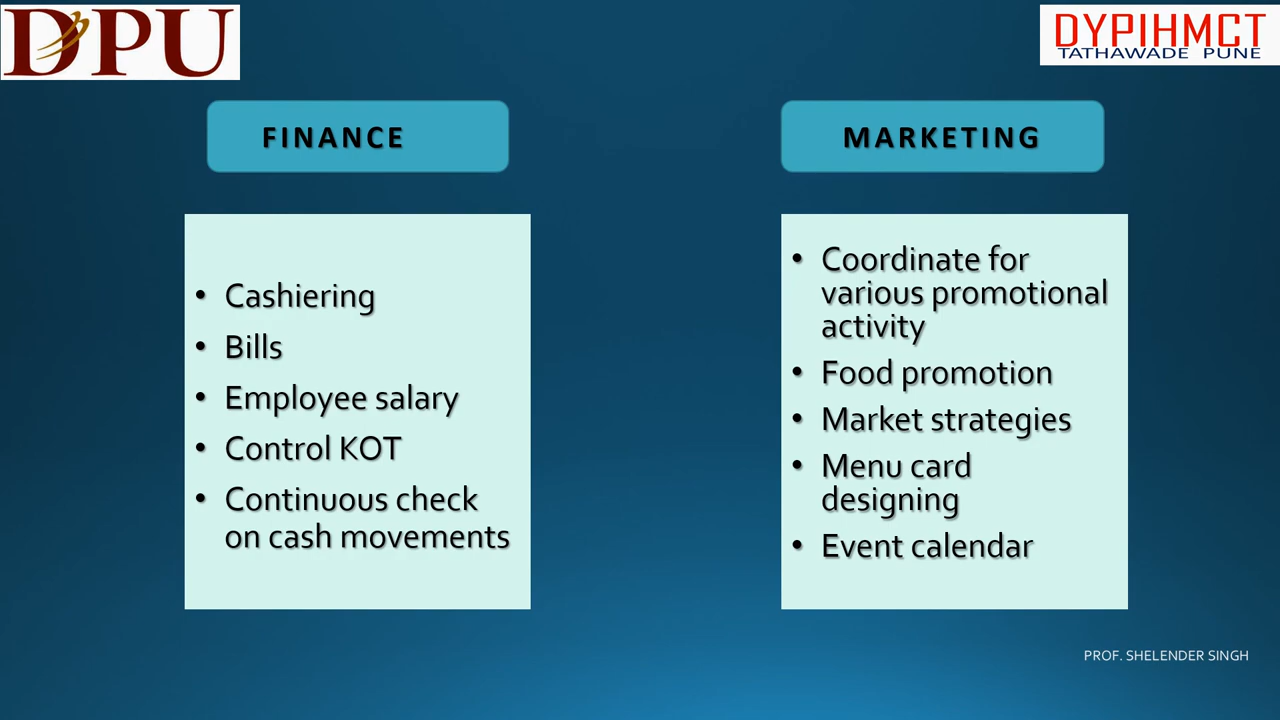 DPU
DYPIHMCT
TATHAWADE PUNE
FINANCE
• Cashiering
• Bills
• Employee salary
• Control KOT
• Continuous check
on cash movements
MARKETING
• Coordinate for
various promotional
activity
• Food promotion
• Market strategies
• Menu card
designing
• Event calendar
PROF. SHELENDER SINGH